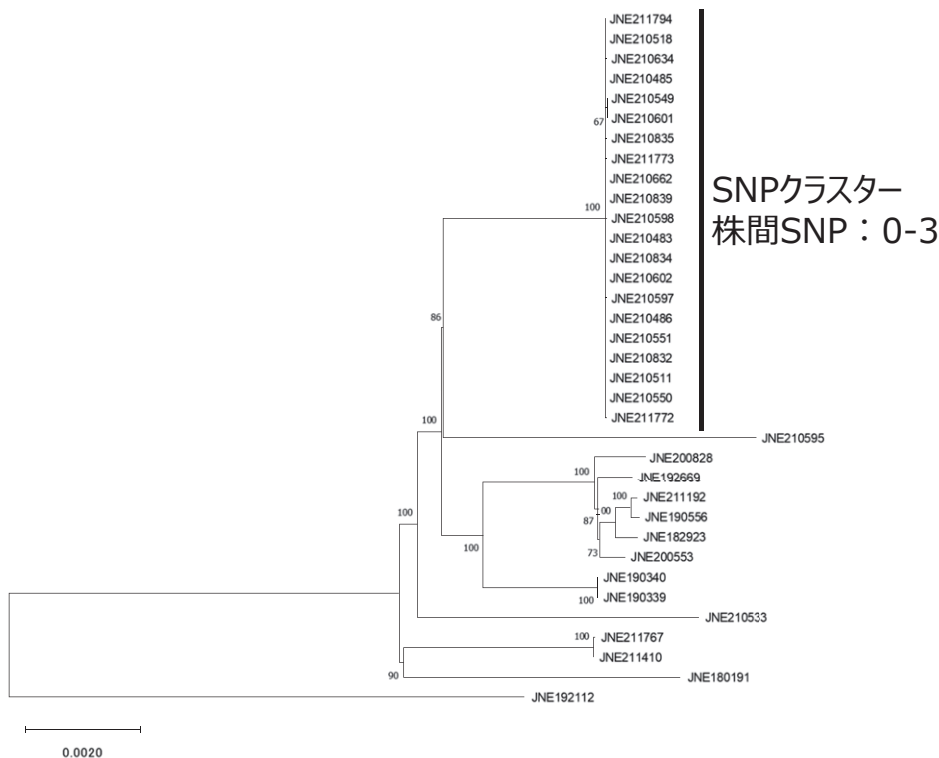 JNE211794
JNE210518
JNE210634
JNE210485
JNE210549
JNE210601
67
JNE210835
JNE211773
JNE210662
JNE210839
100
JNE210598
JNE210483
JNE210834
JNE210602
JNE210597
JNE210486
JNE210551
JNE210832
JNE210511
JNE210550
JNE211772
SNPクラスター
株間SNP：0-3
86
100
JNE210595
JNE200828
100
JNE192669
100
JNE211192
00
JNE190556
87
JNE182923
73
JNE200553
100
100
JNE190340
JNE190339
100
JNE210533
100
JNE211767
JNE211410
90
JNE180191
JNE192112
0.0020